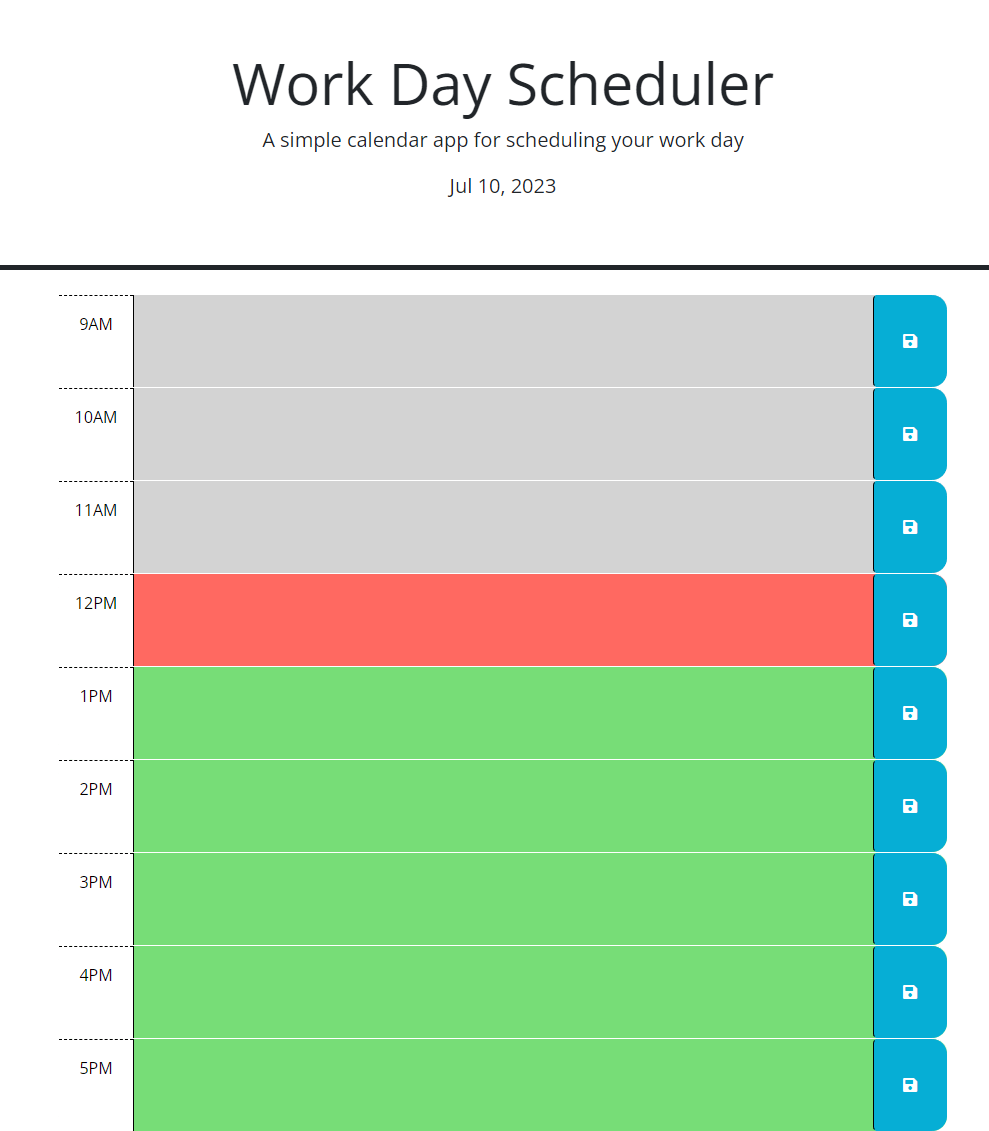 Work Day Scheduler
A simple calendar app for scheduling your work day
Jul 10, 2023
9AM
10AM
11AM
12PM
1PM
2PM
3PM
4PM
5PM